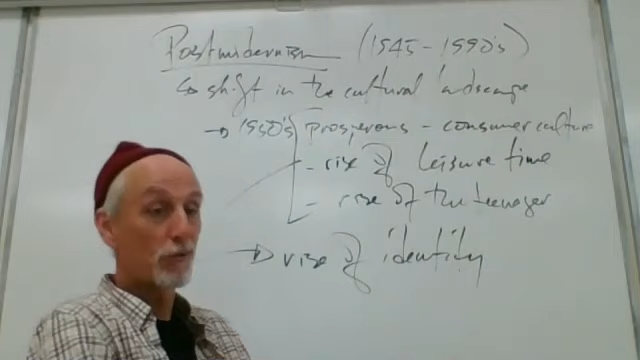 Postmodernism (1945-1990's)
↳ shift in the cultural landscape
→ 1950's prosperous - consumer culture
- rise of leisure time
- rise of the teenager
→ rise of identity